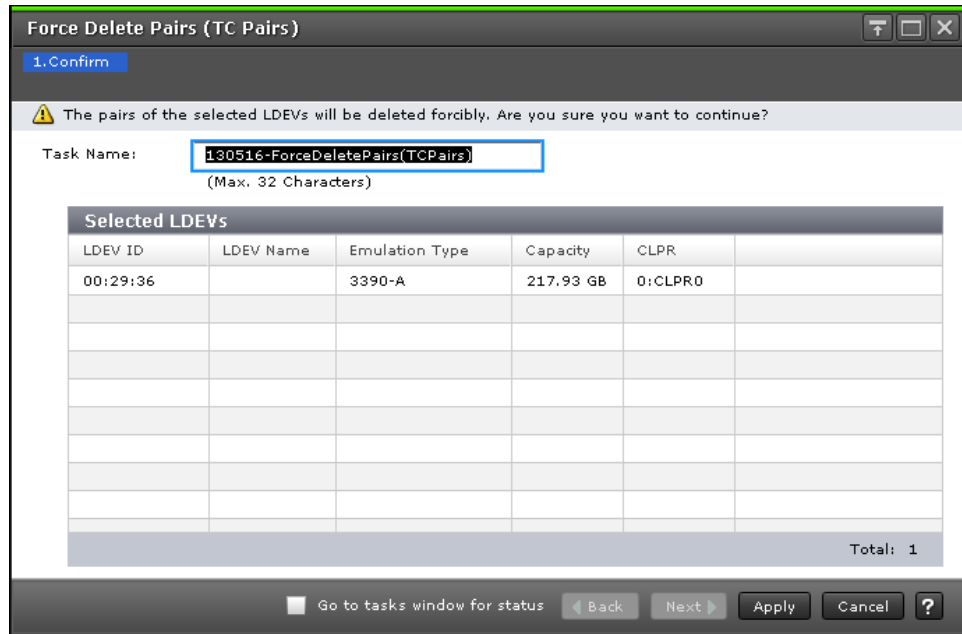 Force Delete Pairs (TC Pairs)
1.Confirm
The pairs of the selected LDEVs will be deleted forcibly. Are you sure you want to continue?
Task Name: 130516-ForceDeletePairs(TCPairs)
(Max. 32 Characters)
Selected LDEVs
LDEV ID LDEV Name Emulation Type Capacity CLPR
00:29:36 3390-A 217.93 GB 0:CLPR0
Total: 1
Go to tasks window for status Back Next Apply Cancel ?